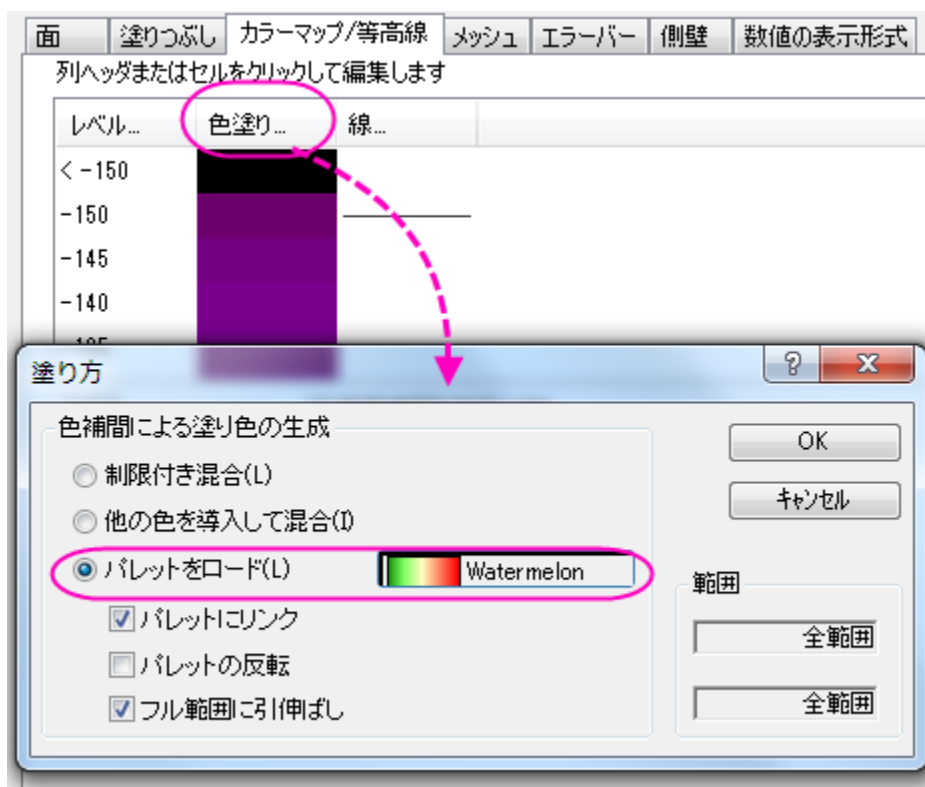 面 塗りつぶし カラーマップ/等高線 メッシュ エラーバー 側壁 数値の表示形式
列ヘッダまたはセルをクリックして編集します
レベル... 色塗り... 線...
< -150
-150
-145
-140
塗り方
色補間による塗り色の生成
OK
制限付き混合(L)
キャンセル
他の色を導入して混合(I)
パレットをロード(L) Watermelon
範囲
パレットにリンク
全範囲
パレットの反転
フル範囲に引伸ばし
全範囲